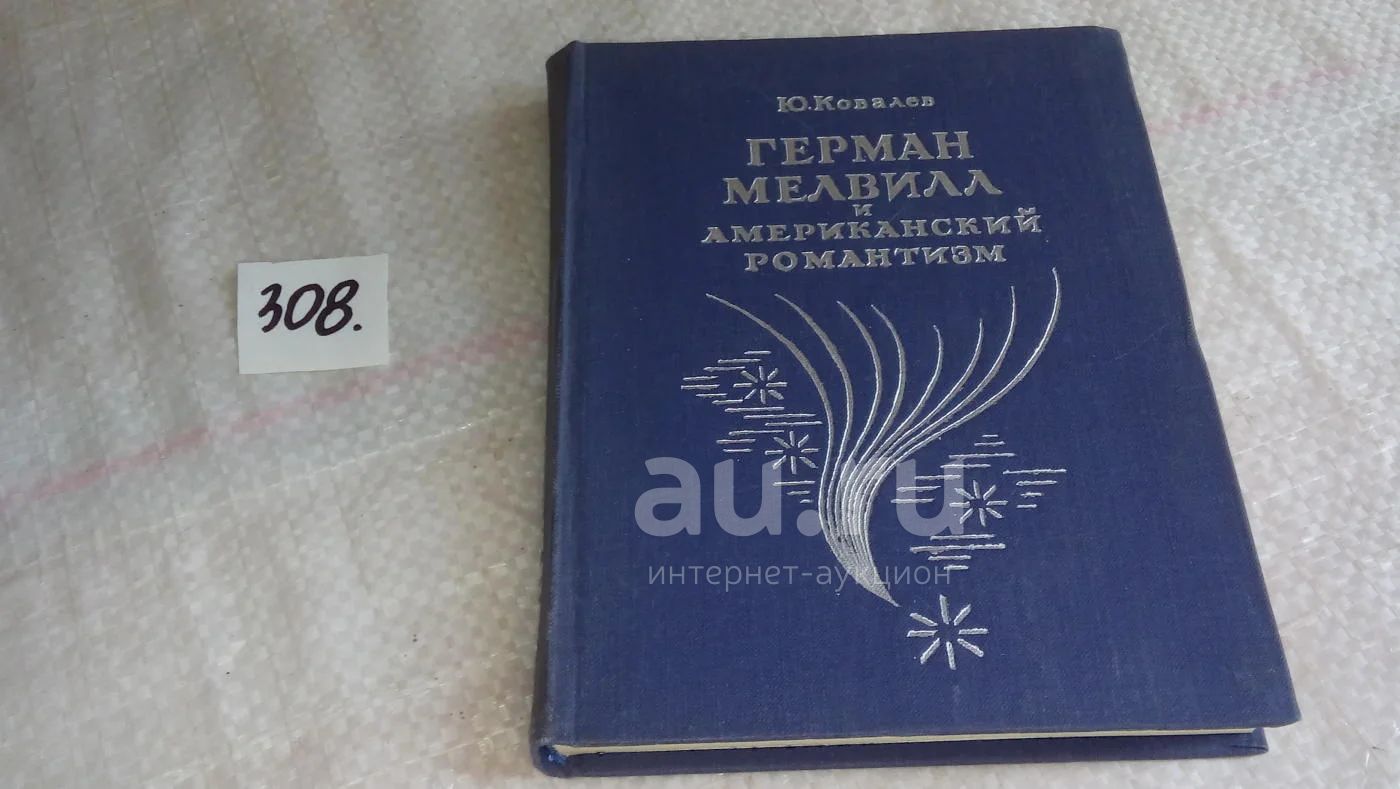 308.
Ю. Ковалев
ГЕРМАН
МЕЛВИЛЛ
И
АМЕРИКАНСКИЙ
РОМАНТИЗМ
au.ru
интернет-аукцион